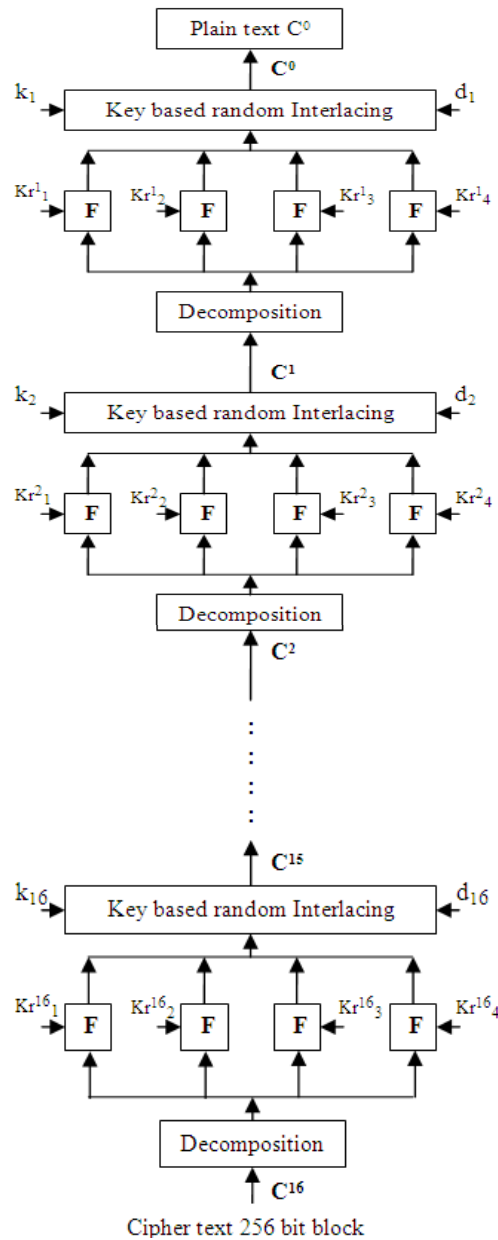 Plain text C⁰
C⁰
k₁ Key based random Interlacing d₁
Kr¹₁ F Kr¹₂ F F Kr¹₃ F Kr¹₄
Decomposition
C¹
k₂ Key based random Interlacing d₂
Kr²₁ F Kr²₂ F F Kr²₃ F Kr²₄
Decomposition
C²
C¹⁵
k₁₆ Key based random Interlacing d₁₆
Kr¹⁶₁ F Kr¹⁶₂ F F Kr¹⁶₃ F Kr¹⁶₄
Decomposition
C¹⁶
Cipher text 256 bit block